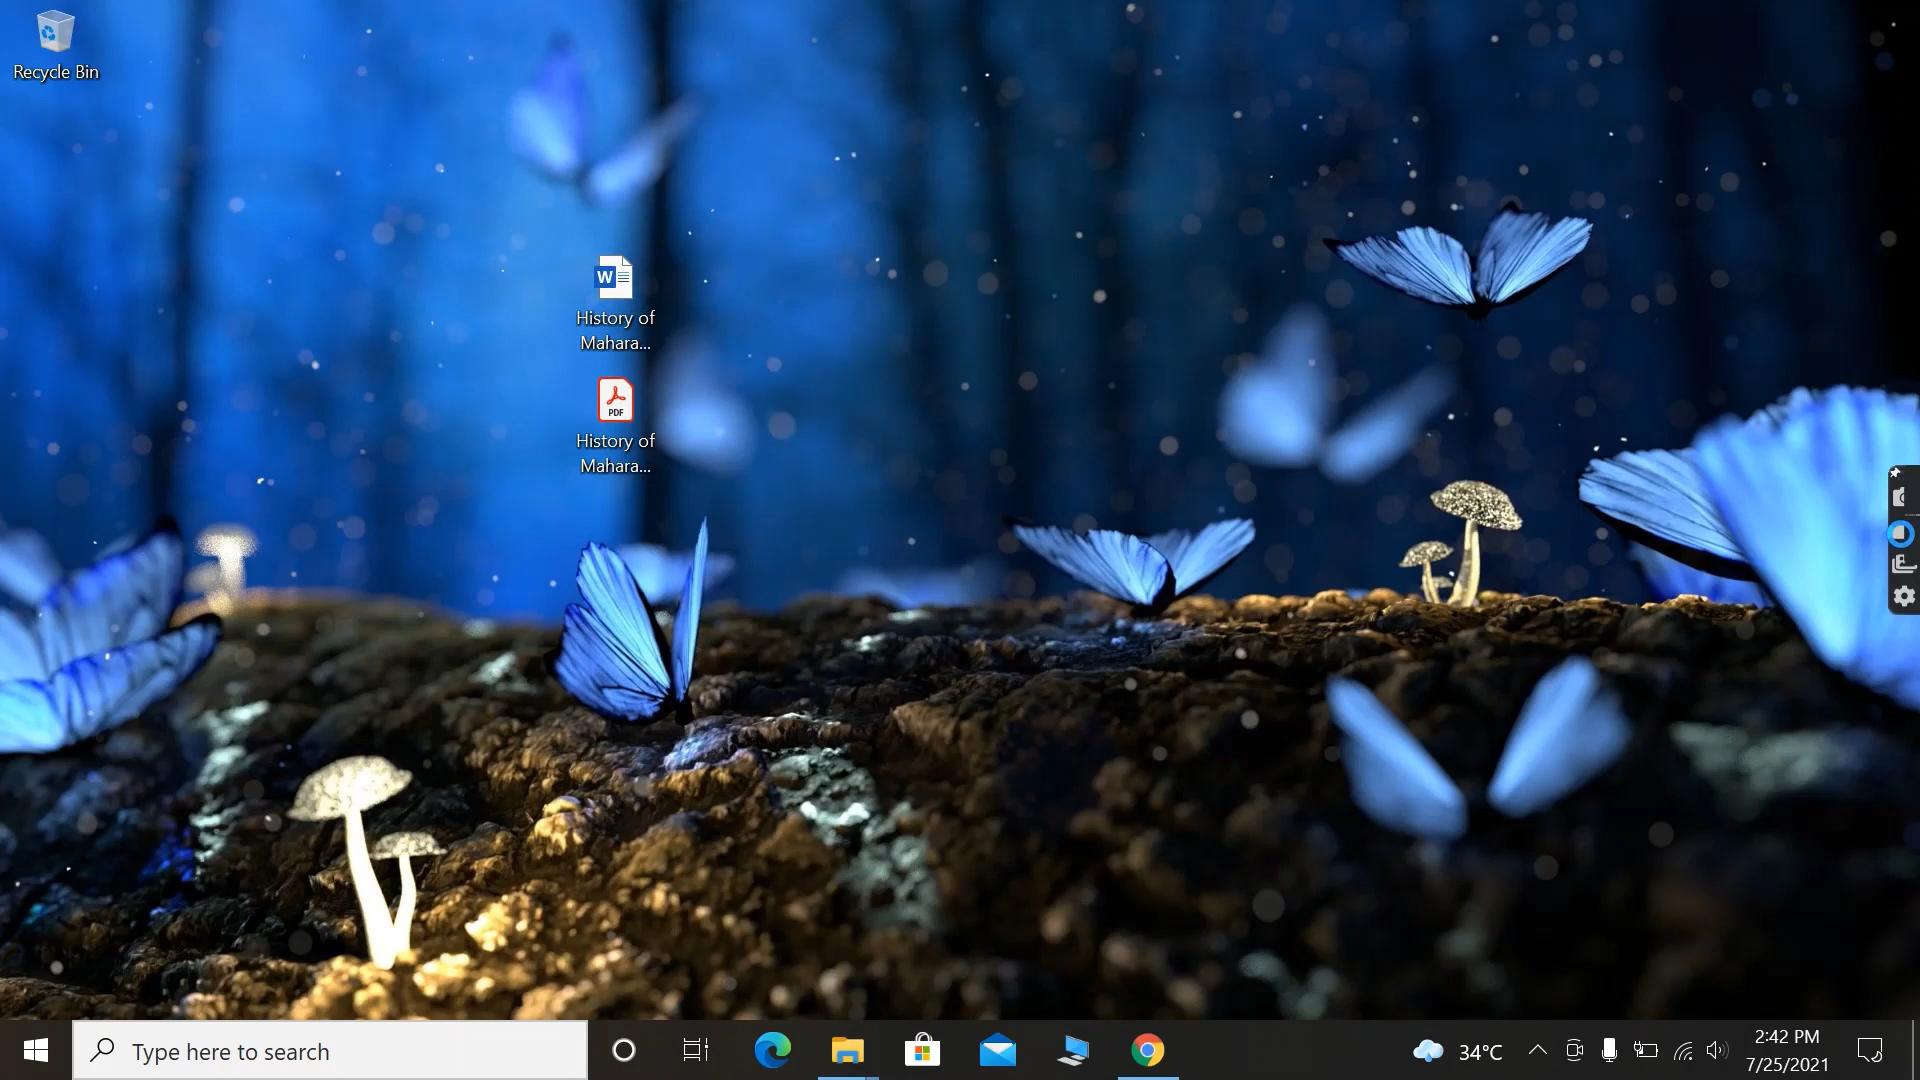 Recycle Bin
W
History of
Mahara...
PDF
History of
Mahara...
Type here to search
34°C
2:42 PM
7/25/2021